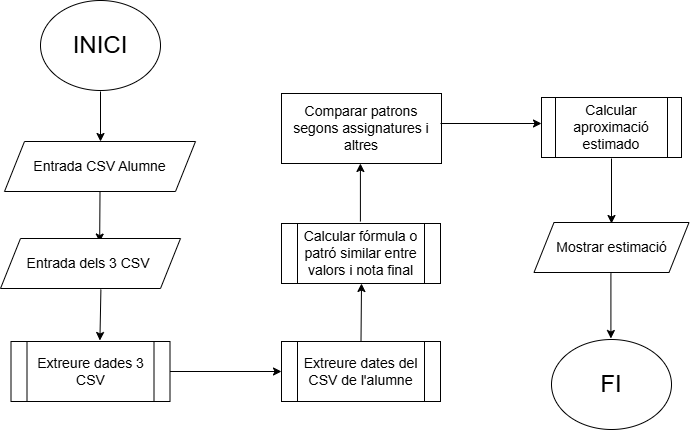 INICI
Entrada CSV Alumne
Entrada dels 3 CSV
Extreure dades 3
CSV
Extreure dates del
CSV de l'alumne
Calcular fórmula o
patró similar entre
valors i nota final
Comparar patrons
segons assignatures i
altres
Calcular
aproximació
estimado
Mostrar estimació
FI